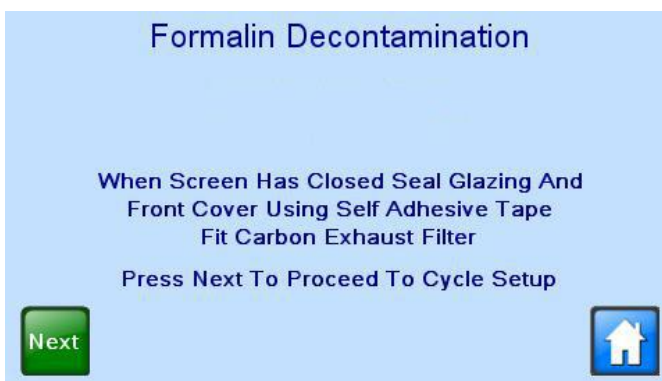 Formalin Decontamination
When Screen Has Closed Seal Glazing And
Front Cover Using Self Adhesive Tape
Fit Carbon Exhaust Filter
Press Next To Proceed To Cycle Setup
Next